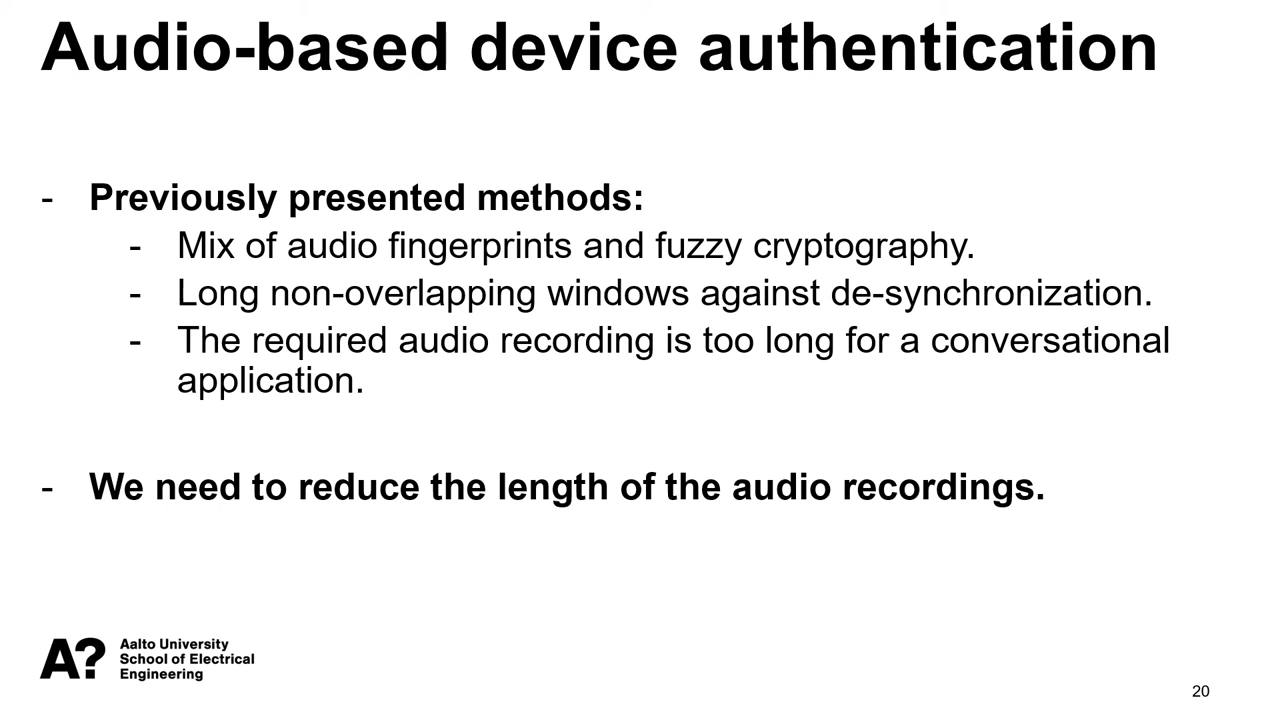 Audio-based device authentication
- Previously presented methods:
- Mix of audio fingerprints and fuzzy cryptography.
- Long non-overlapping windows against de-synchronization.
- The required audio recording is too long for a conversational
application.
- We need to reduce the length of the audio recordings.
A?
Aalto University
School of Electrical
Engineering
20